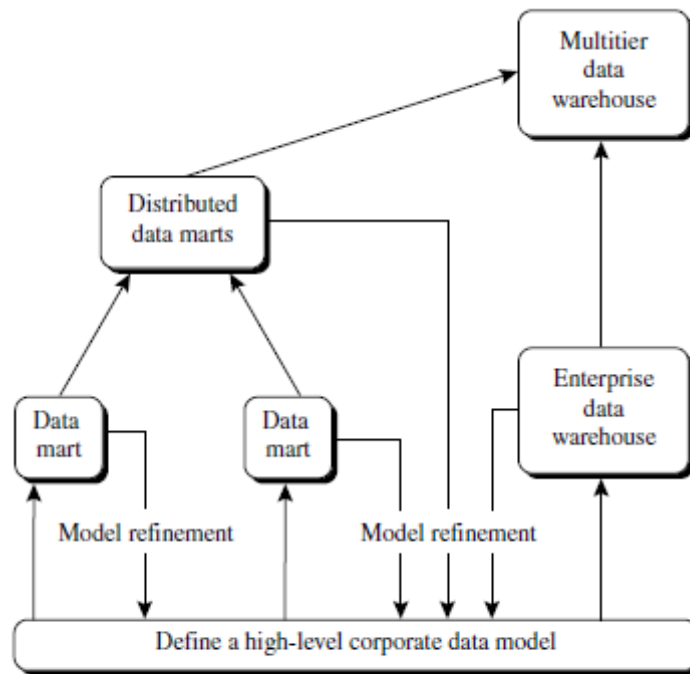 Multitier
data
warehouse
Distributed
data marts
Enterprise
data
warehouse
Data
mart
Data
mart
Model refinement
Model refinement
Define a high-level corporate data model